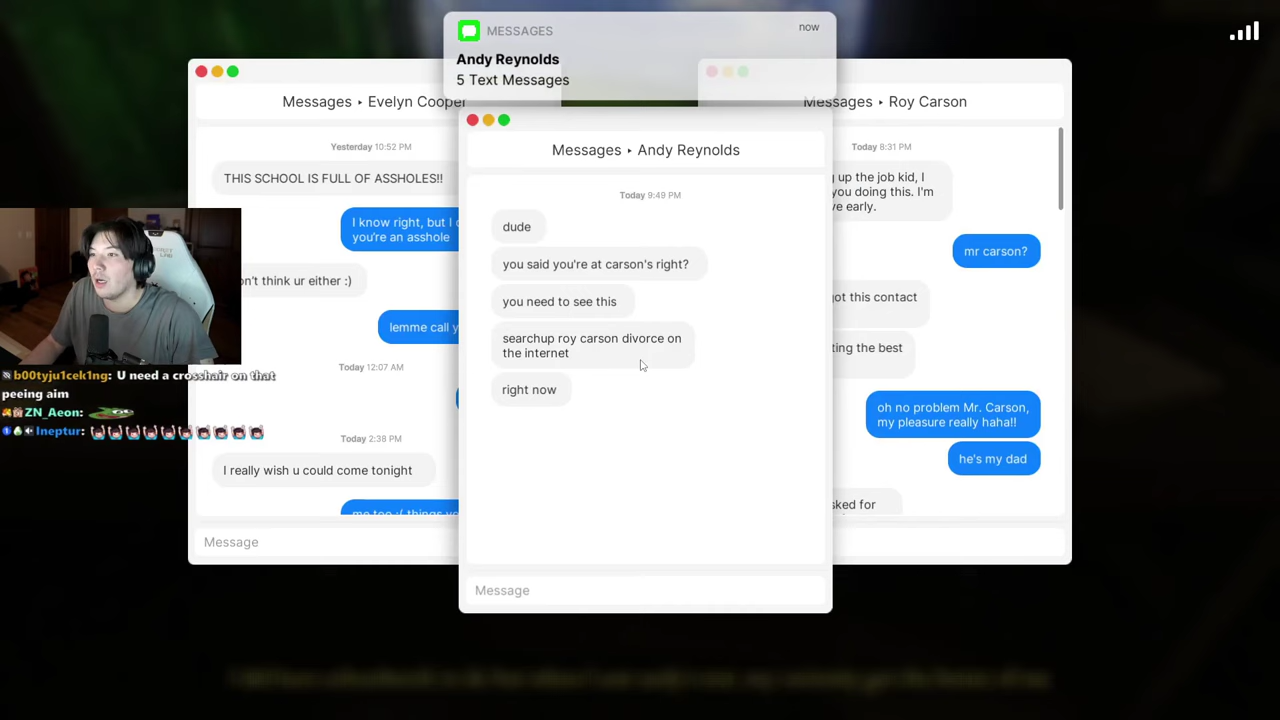 MESSAGES
now
Andy Reynolds
5 Text Messages
Messages ▸ Evelyn Cooper
Yesterday 10:52 PM
THIS SCHOOL IS FULL OF ASSHOLES!!
I know right, but I
you're an asshole
think ur either :)
lemme call
Today 12:07 AM
Today 2:38 PM
I really wish u could come tonight
me too :( things
Message
Messages ▸ Andy Reynolds
Today 9:49 PM
dude
you said you're at carson's right?
you need to see this
searchup roy carson divorce on
the internet
right now
Message
Messages ▸ Roy Carson
Today 8:31 PM
up the job kid, I
you doing this. I'm
early.
mr carson?
got this contact
ting the best
oh no problem Mr. Carson,
my pleasure really haha!!
he's my dad
sked for
b00tyju1cek1ng: U need a crosshair on that
peeing aim
ZN_Aeon:
Ineptur: